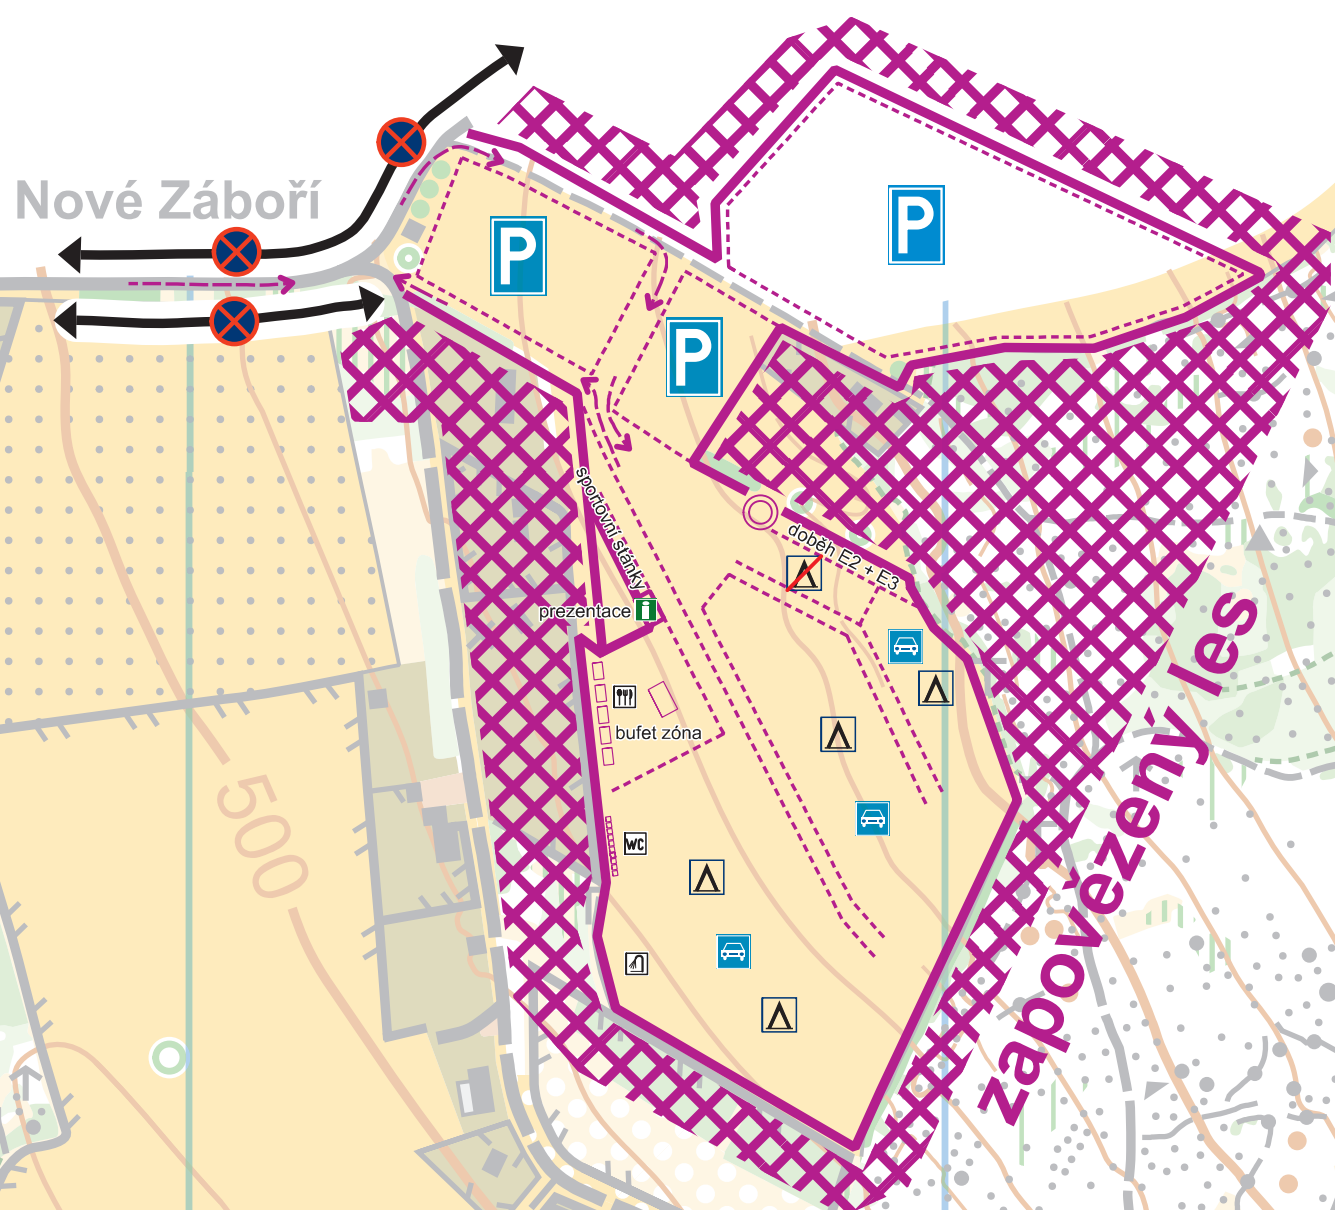 Nové Záboří
P
P
P
sportovní stánky
doběh E2 + E3
prezentace
i
bufet zóna
WC
500
zapovězený les